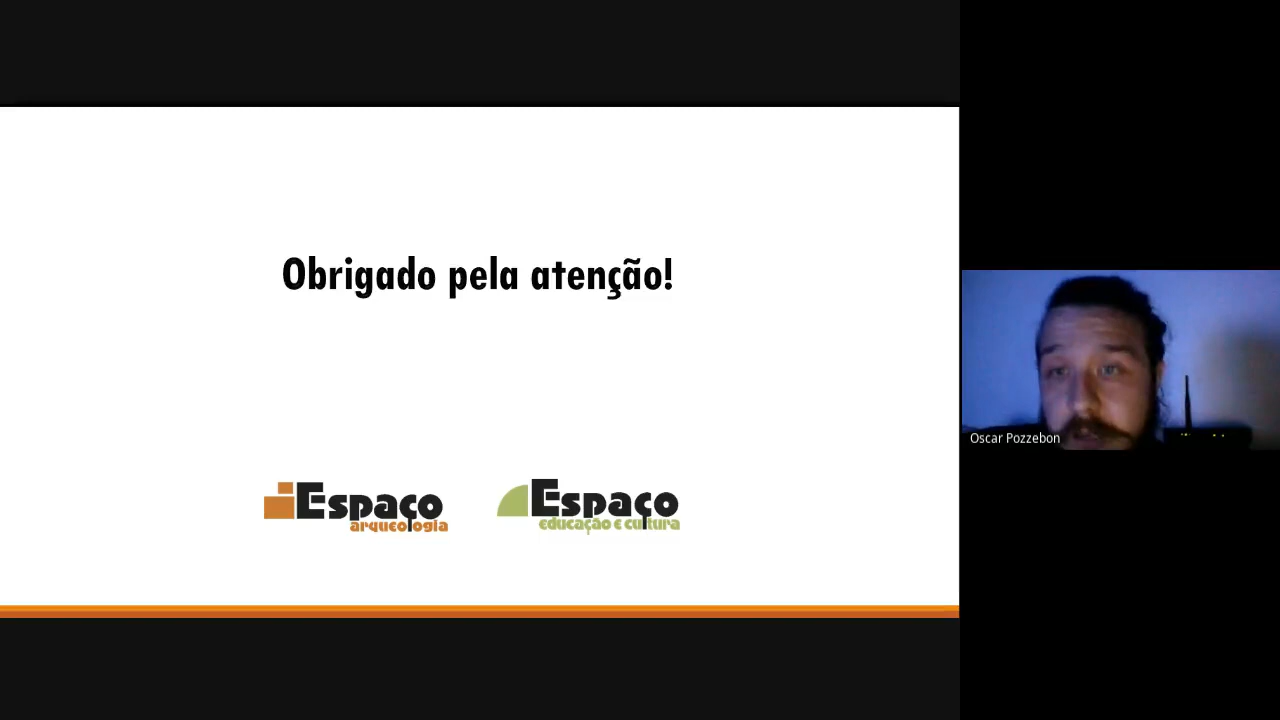 Obrigado pela atenção!
Espaço
arqueologia
Espaço
educação e cultura
Oscar Pozzebon